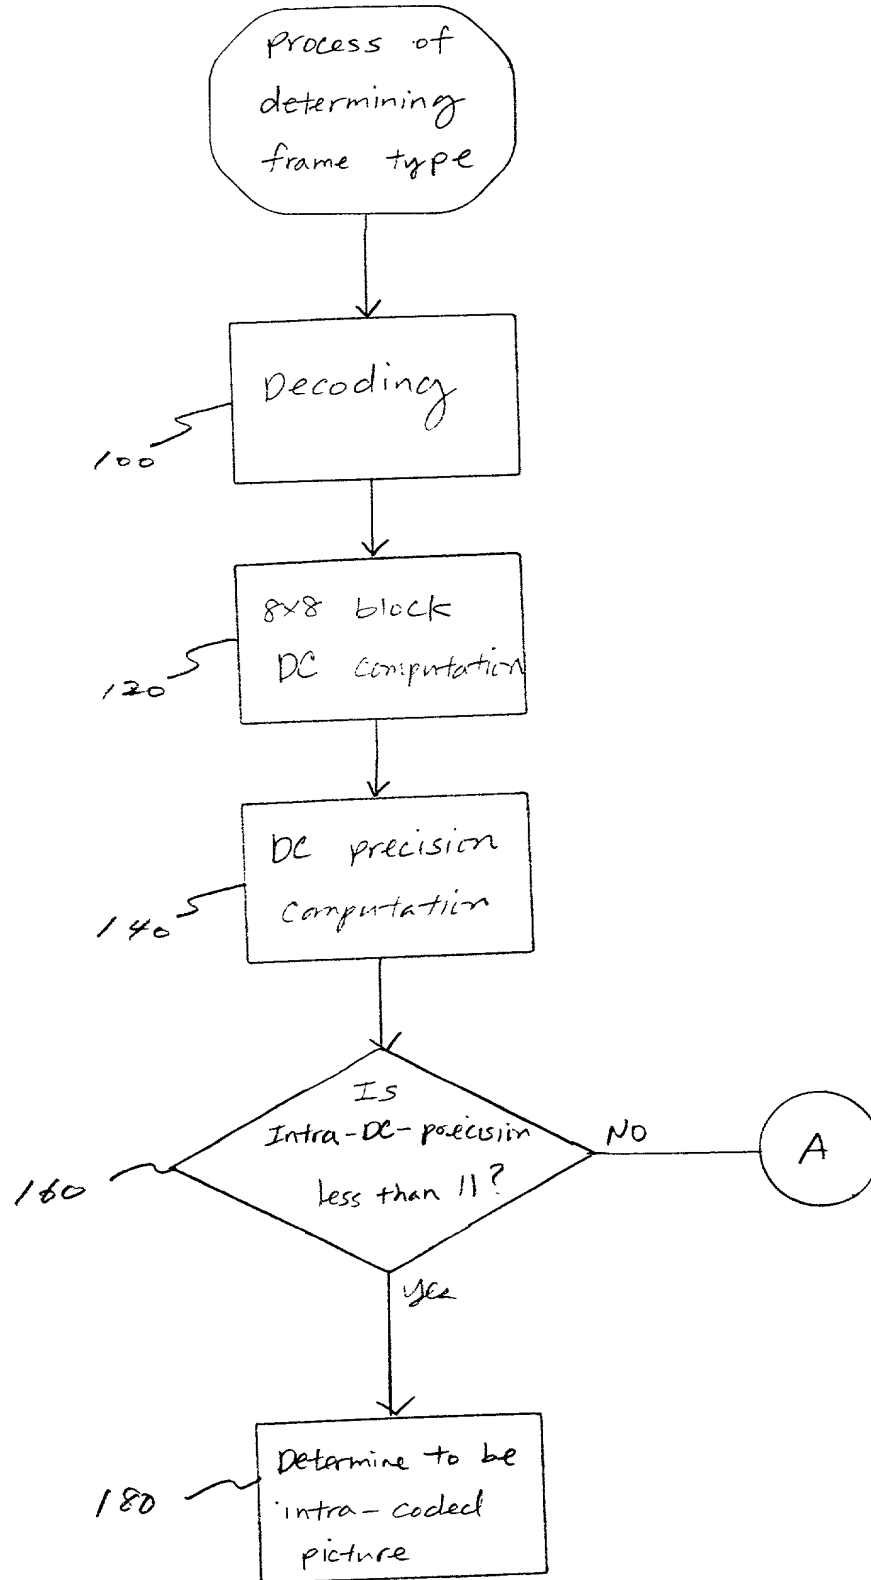 process of
determining
frame type
Decoding
100
8x8 block
DC computation
120
DC precision
computation
140
Is
Intra-DC-precision
less than 11?
160
NO
A
yes
Determine to be
intra-coded
picture
180